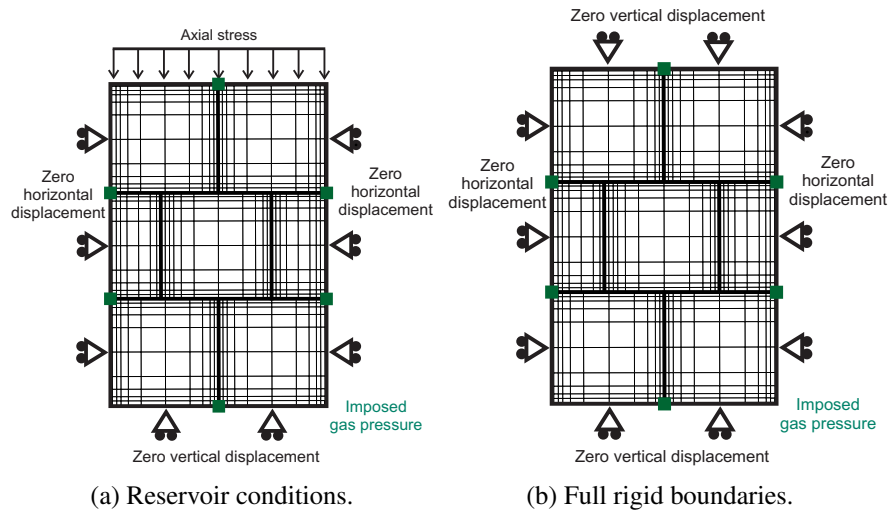 Axial stress
Zero
horizontal
displacement
Zero
horizontal
displacement
Imposed
gas pressure
Zero vertical displacement
(a) Reservoir conditions.
Zero vertical displacement
Zero
horizontal
displacement
Zero
horizontal
displacement
Imposed
gas pressure
Zero vertical displacement
(b) Full rigid boundaries.